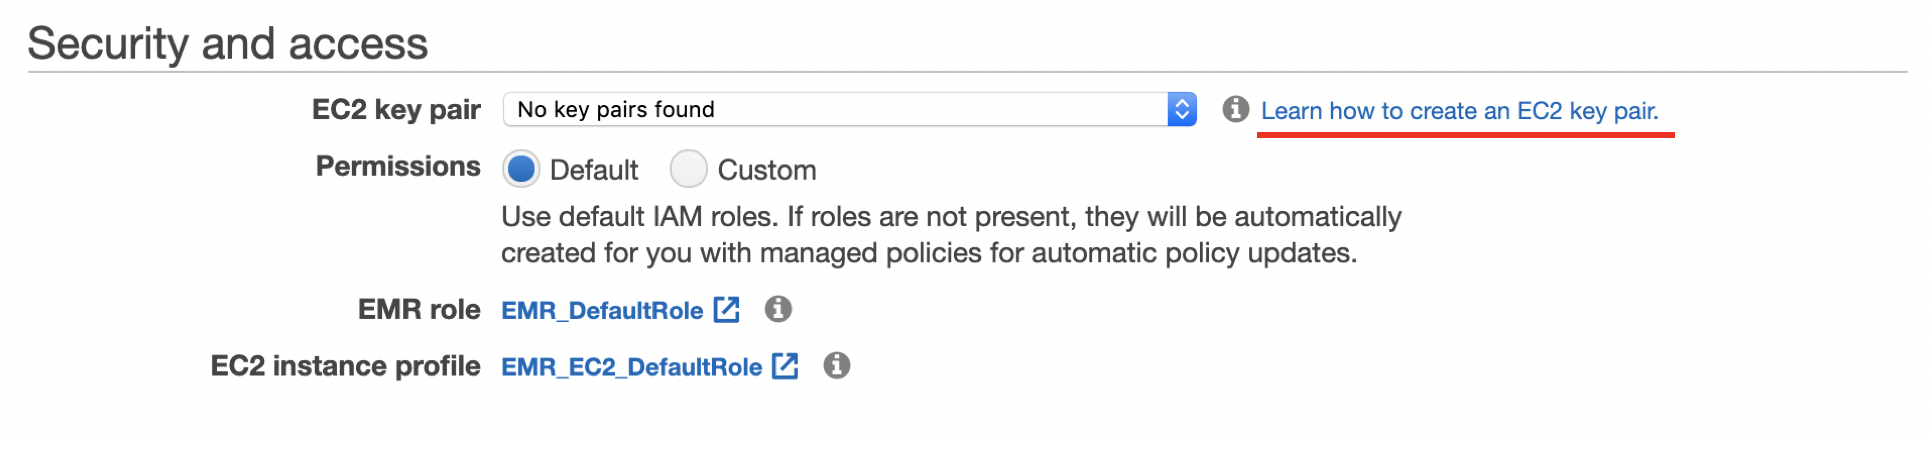 Security and access
EC2 key pair No key pairs found Learn how to create an EC2 key pair.
Permissions Default Custom
Use default IAM roles. If roles are not present, they will be automatically
created for you with managed policies for automatic policy updates.
EMR role EMR_DefaultRole
EC2 instance profile EMR_EC2_DefaultRole